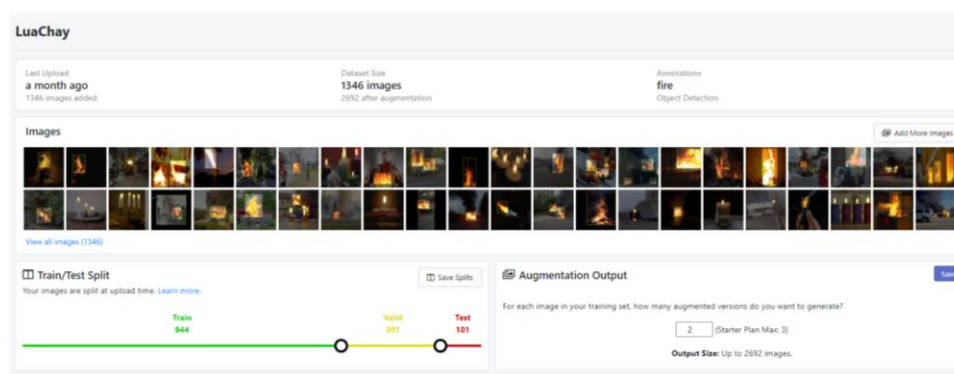 LuaChay
Last Upload
a month ago
1346 images added
Dataset Size
1346 images
2692 after augmentation
Annotations
fire
Object Detection
Images
Add More Images
View all images (1346)
Train/Test Split
Save Splits
Your images are split at upload time. Learn more.
Train
944
Valid
301
Test
101
Augmentation Output
Save
For each image in your training set, how many augmented versions do you want to generate?
2 (Starter Plan Max: 3)
Output Size: Up to 2692 images.